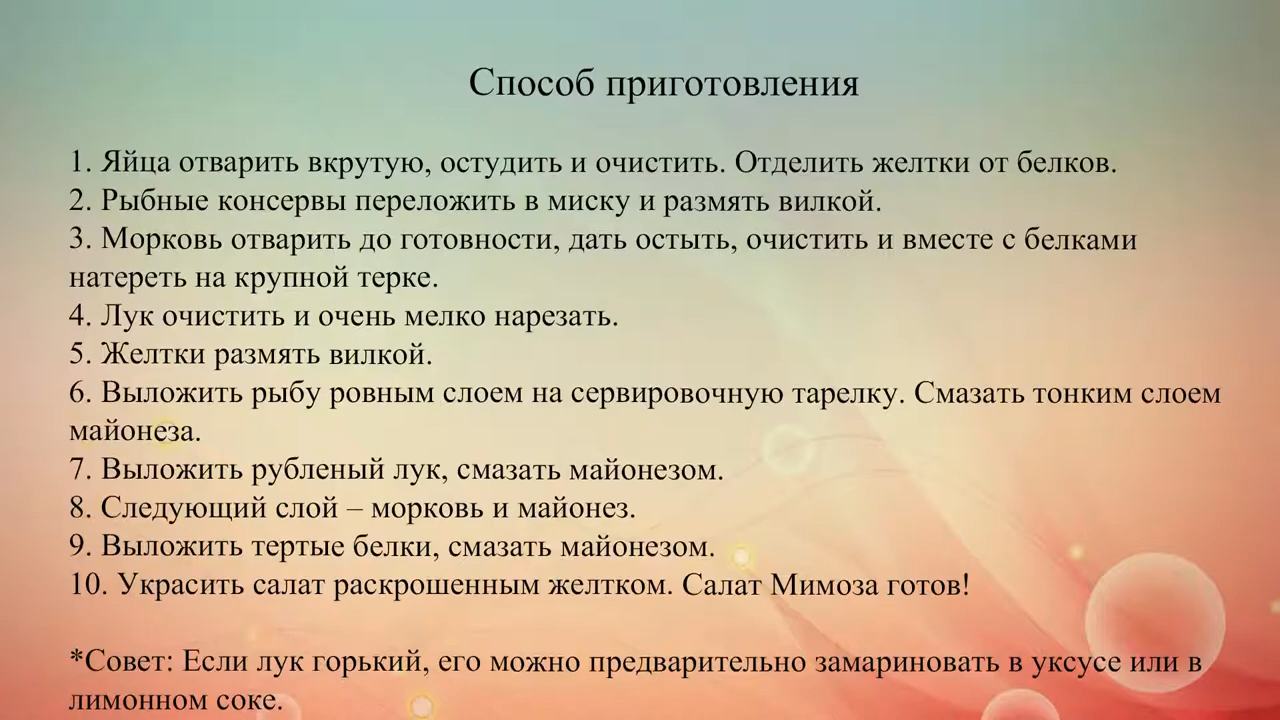 Способ приготовления
1. Яйца отварить вкрутую, остудить и очистить. Отделить желтки от белков.
2. Рыбные консервы переложить в миску и размять вилкой.
3. Морковь отварить до готовности, дать остыть, очистить и вместе с белками
натереть на крупной терке.
4. Лук очистить и очень мелко нарезать.
5. Желтки размять вилкой.
6. Выложить рыбу ровным слоем на сервировочную тарелку. Смазать тонким слоем
майонеза.
7. Выложить рубленый лук, смазать майонезом.
8. Следующий слой – морковь и майонез.
9. Выложить тертые белки, смазать майонезом.
10. Украсить салат раскрошенным желтком. Салат Мимоза готов!
*Совет: Если лук горький, его можно предварительно замариновать в уксусе или в
лимонном соке.